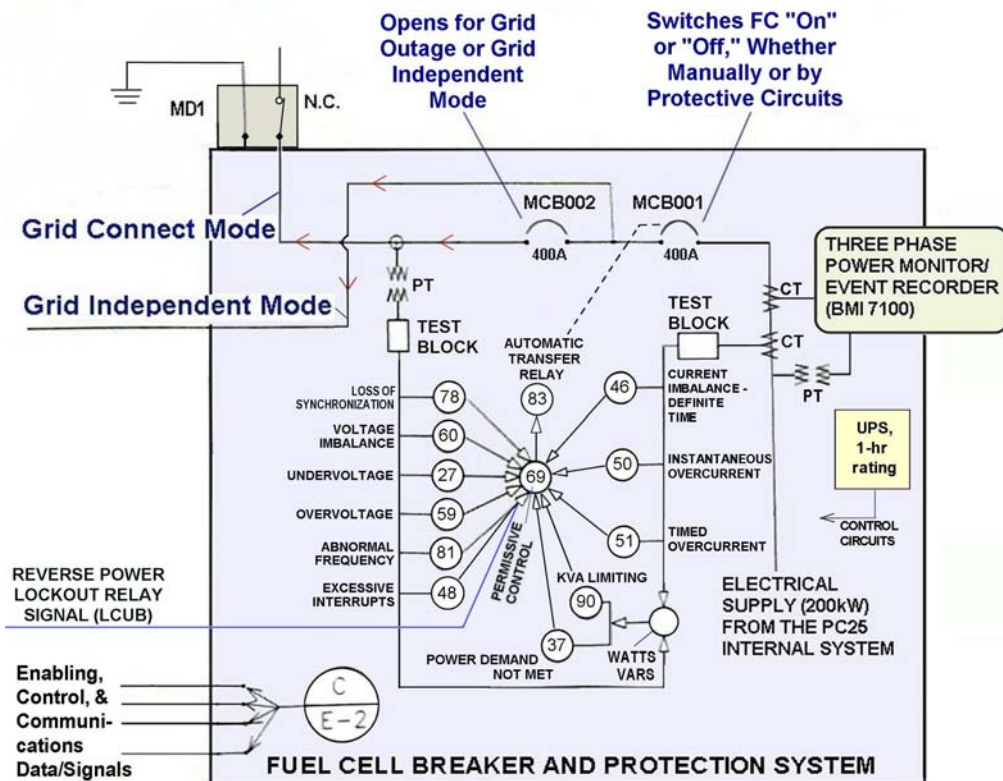 Opens for Grid
Outage or Grid
Independent
Mode
Switches FC "On"
or "Off," Whether
Manually or by
Protective Circuits
MD1
N.C.
Grid Connect Mode
Grid Independent Mode
MCB002
400A
MCB001
400A
THREE PHASE
POWER MONITOR/
EVENT RECORDER
(BMI 7100)
CT
CT
PT
PT
TEST
BLOCK
TEST
BLOCK
AUTOMATIC
TRANSFER
RELAY
83
LOSS OF
SYNCHRONIZATION
78
VOLTAGE
IMBALANCE
60
UNDERVOLTAGE
27
OVERVOLTAGE
59
ABNORMAL
FREQUENCY
81
EXCESSIVE
INTERRUPTS
48
69
PERMISSIVE
CONTROL
46
CURRENT
IMBALANCE -
DEFINITE
TIME
50
INSTANTANEOUS
OVERCURRENT
51
TIMED
OVERCURRENT
KVA LIMITING
90
37
POWER DEMAND
NOT MET
WATTS
VARS
UPS,
1-hr
rating
CONTROL
CIRCUITS
ELECTRICAL
SUPPLY (200kW)
FROM THE PC25
INTERNAL SYSTEM
REVERSE POWER
LOCKOUT RELAY
SIGNAL (LCUB)
Enabling,
Control, &
Communi-
cations
Data/Signals
C
E-2
FUEL CELL BREAKER AND PROTECTION SYSTEM